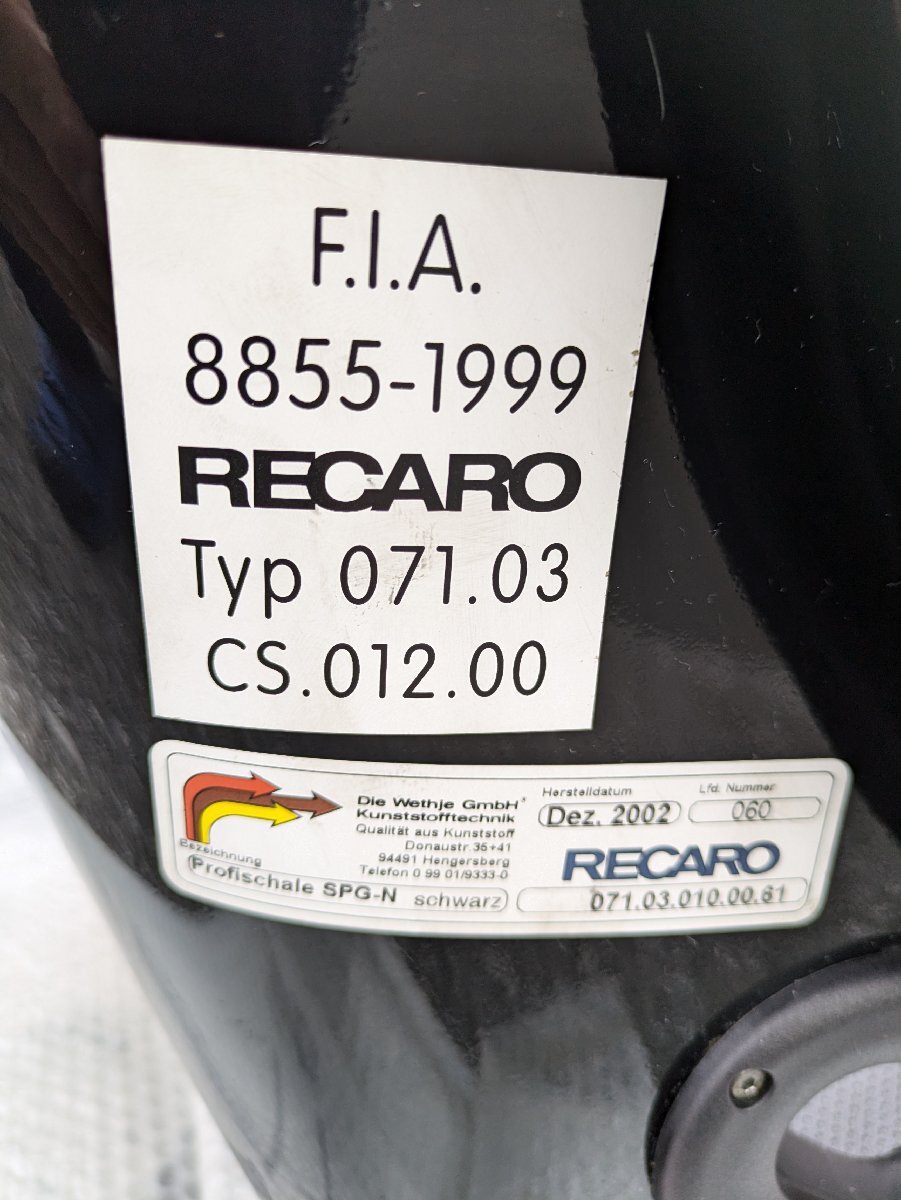 F.I.A.
8855-1999
RECARO
Typ 071.03
CS.012.00
Die Wethje GmbH
Kunststofftechnik
Qualität aus Kunststoff
Donaustr.35+41
94491 Hengersberg
Telefon 0 99 01/9333-0
Bezeichnung
Profischale SPG-N schwarz
Herstelldatum
Dez. 2002
Lfd. Nummer
060
RECARO
071.03.010.00.61